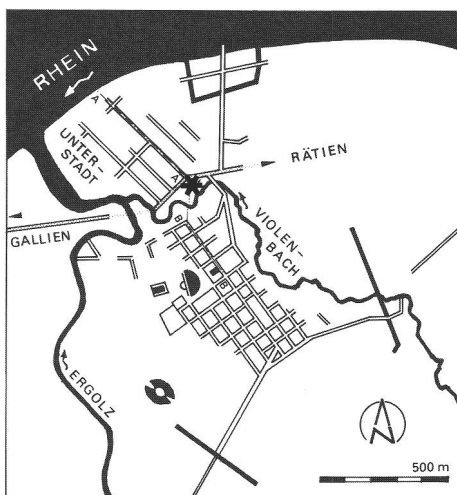 RHEIN
A
UNTER-
STADT
A
RÄTIEN
GALLIEN
B
VIOLEN-
BACH
B
ERGOLZ
N
500 m